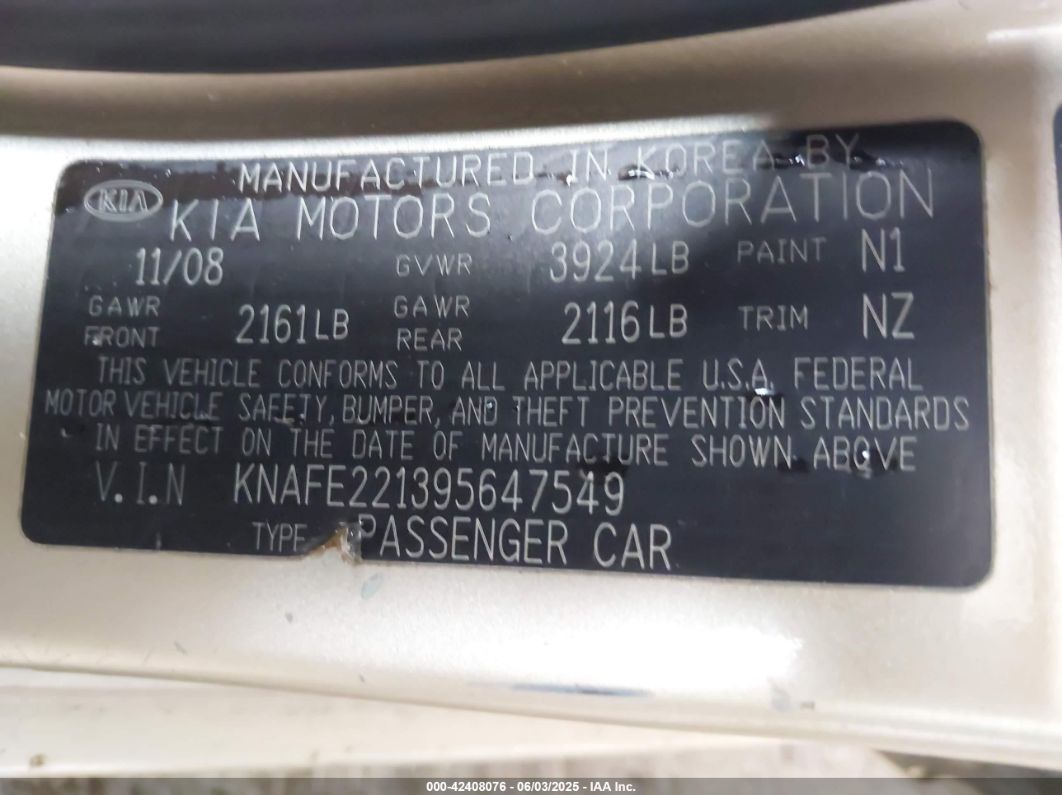 MANUFACTURED IN KOREA BY
KIA
KIA MOTORS CORPORATION
11/08 GVWR 3924LB PAINT N1
GAWR FRONT 2161LB GAWR REAR 2116LB TRIM NZ
THIS VEHICLE CONFORMS TO ALL APPLICABLE U.S.A. FEDERAL
MOTOR VEHICLE SAFETY, BUMPER, AND THEFT PREVENTION STANDARDS
IN EFFECT ON THE DATE OF MANUFACTURE SHOWN ABOVE
V.I.N KNAFE221395647549
TYPE PASSENGER CAR
000-42408076 - 06/03/2025 - IAA Inc.